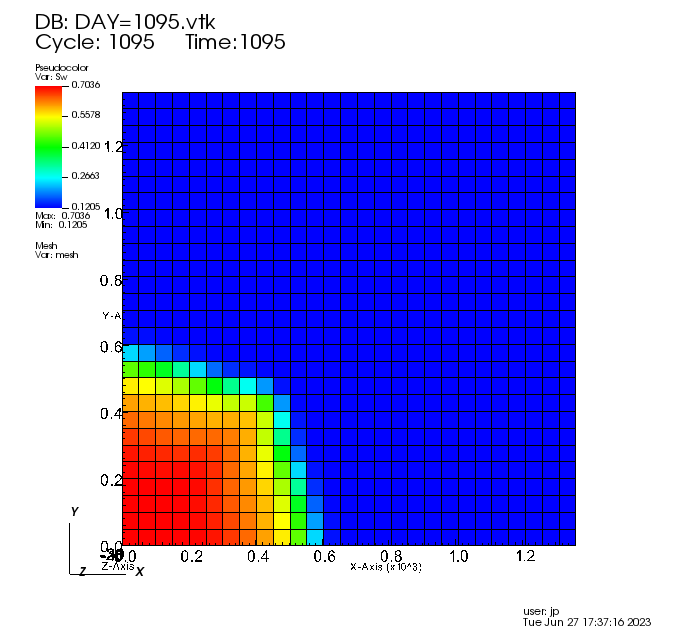 DB: DAY=1095.vtk
Cycle: 1095 Time:1095
Pseudocolor
Var: Sw
0.7036
0.5578
0.4120
0.2663
0.1205
Max: 0.7036
Min: 0.1205
Mesh
Var: mesh
1.2
1.0
0.8
Y-A
0.6
0.4
0.2
0.0
0.0 0.2 0.4 0.6 0.8 1.0 1.2
Z-Axis X-Axis (x10^3)
Y
Z X
user: jp
Tue Jun 27 17:37:16 2023